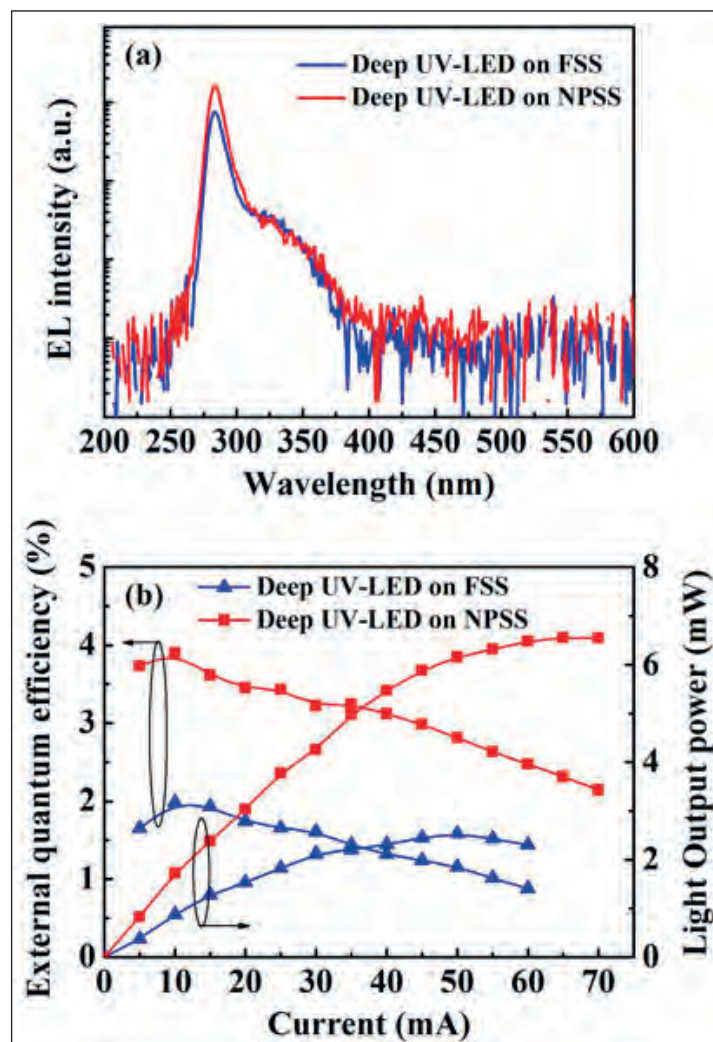 (a)
Deep UV-LED on FSS
Deep UV-LED on NPSS
EL intensity (a.u.)
200 250 300 350 400 450 500 550 600
Wavelength (nm)
(b)
Deep UV-LED on FSS
Deep UV-LED on NPSS
External quantum efficiency (%)
5
4
3
2
1
0
8
6
4
2
0
Light Output power (mW)
0 10 20 30 40 50 60 70
Current (mA)